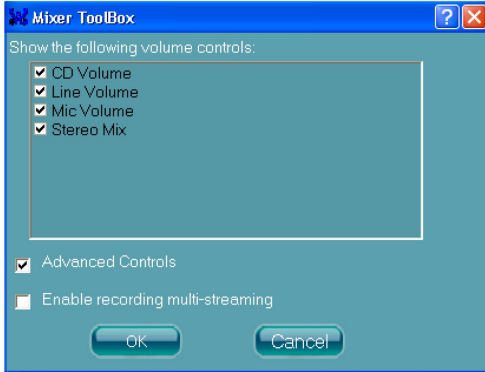 Mixer ToolBox
Show the following volume controls:
CD Volume
Line Volume
Mic Volume
Stereo Mix
Advanced Controls
Enable recording multi-streaming
OK Cancel